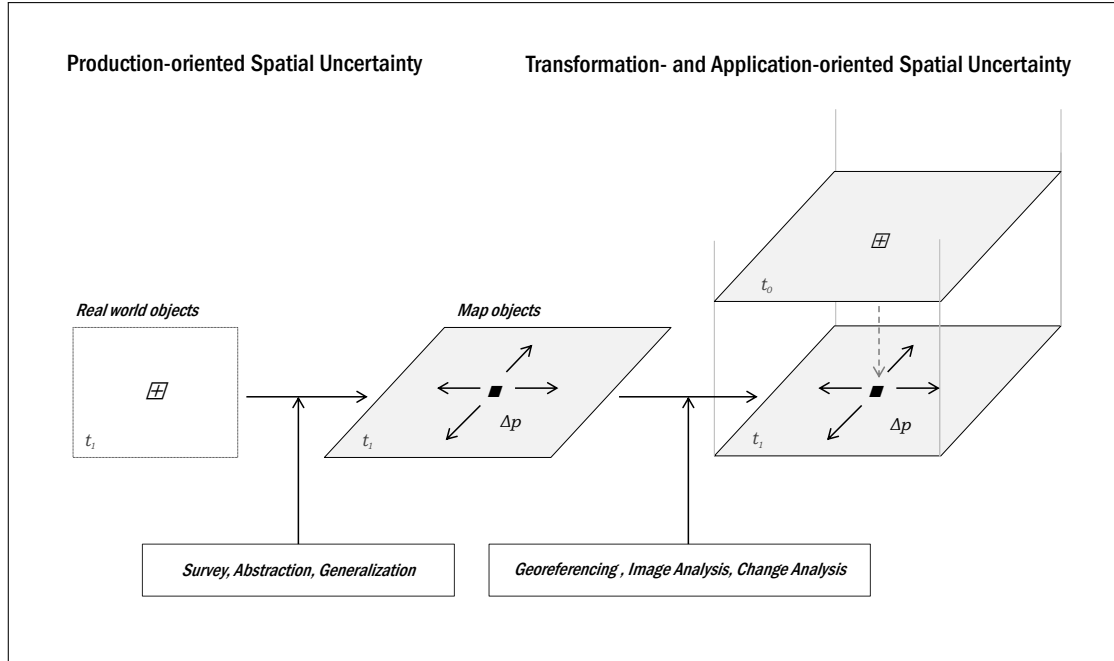 Production-oriented Spatial Uncertainty
Transformation- and Application-oriented Spatial Uncertainty
t₀
Real world objects
Map objects
Δp
Δp
t₁
t₁
t₁
Survey, Abstraction, Generalization
Georeferencing , Image Analysis, Change Analysis